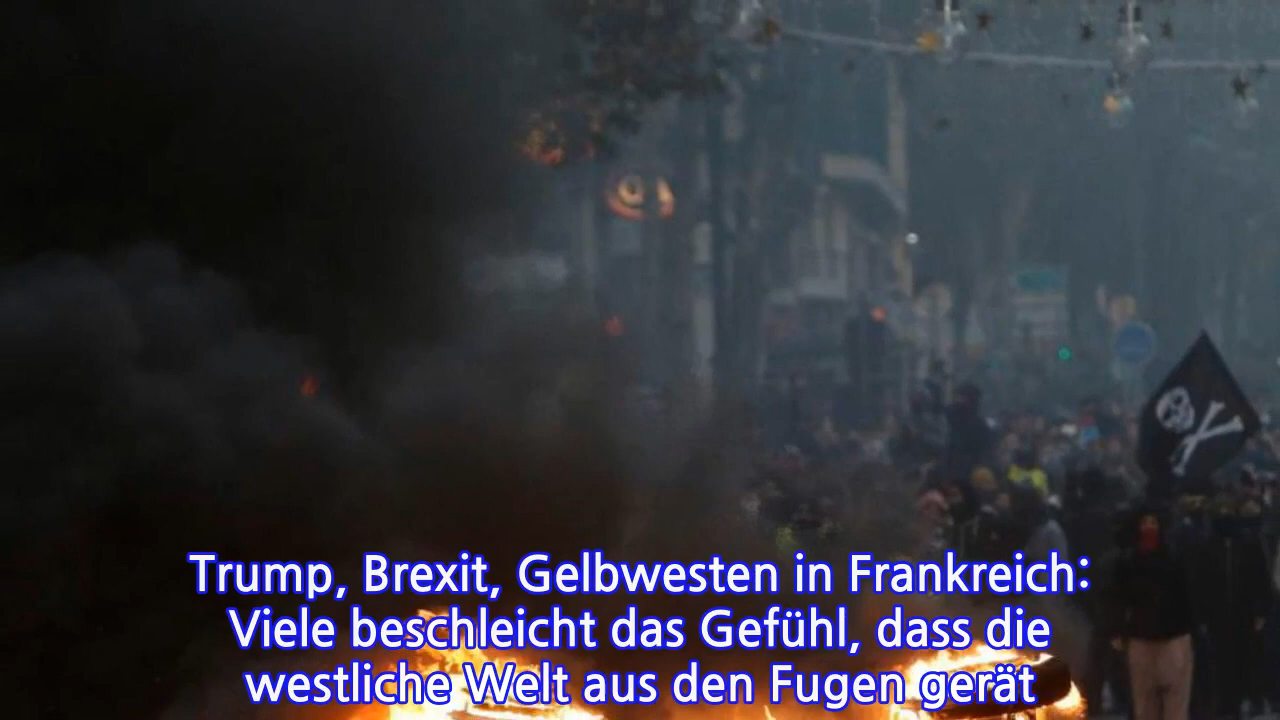 Trump, Brexit, Gelbwesten in Frankreich:
Viele beschleicht das Gefühl, dass die
westliche Welt aus den Fugen gerät